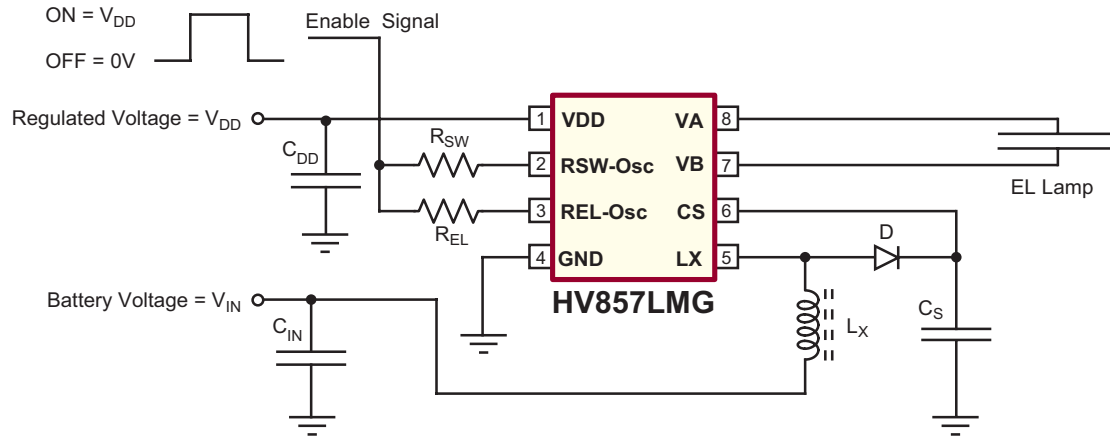 ON = VDD
OFF = 0V
Enable Signal
Regulated Voltage = VDD
CDD
RSW
REL
1 VDD
2 RSW-Osc
3 REL-Osc
4 GND
VA 8
VB 7
CS 6
LX 5
HV857LMG
EL Lamp
D
Battery Voltage = VIN
CIN
LX
CS